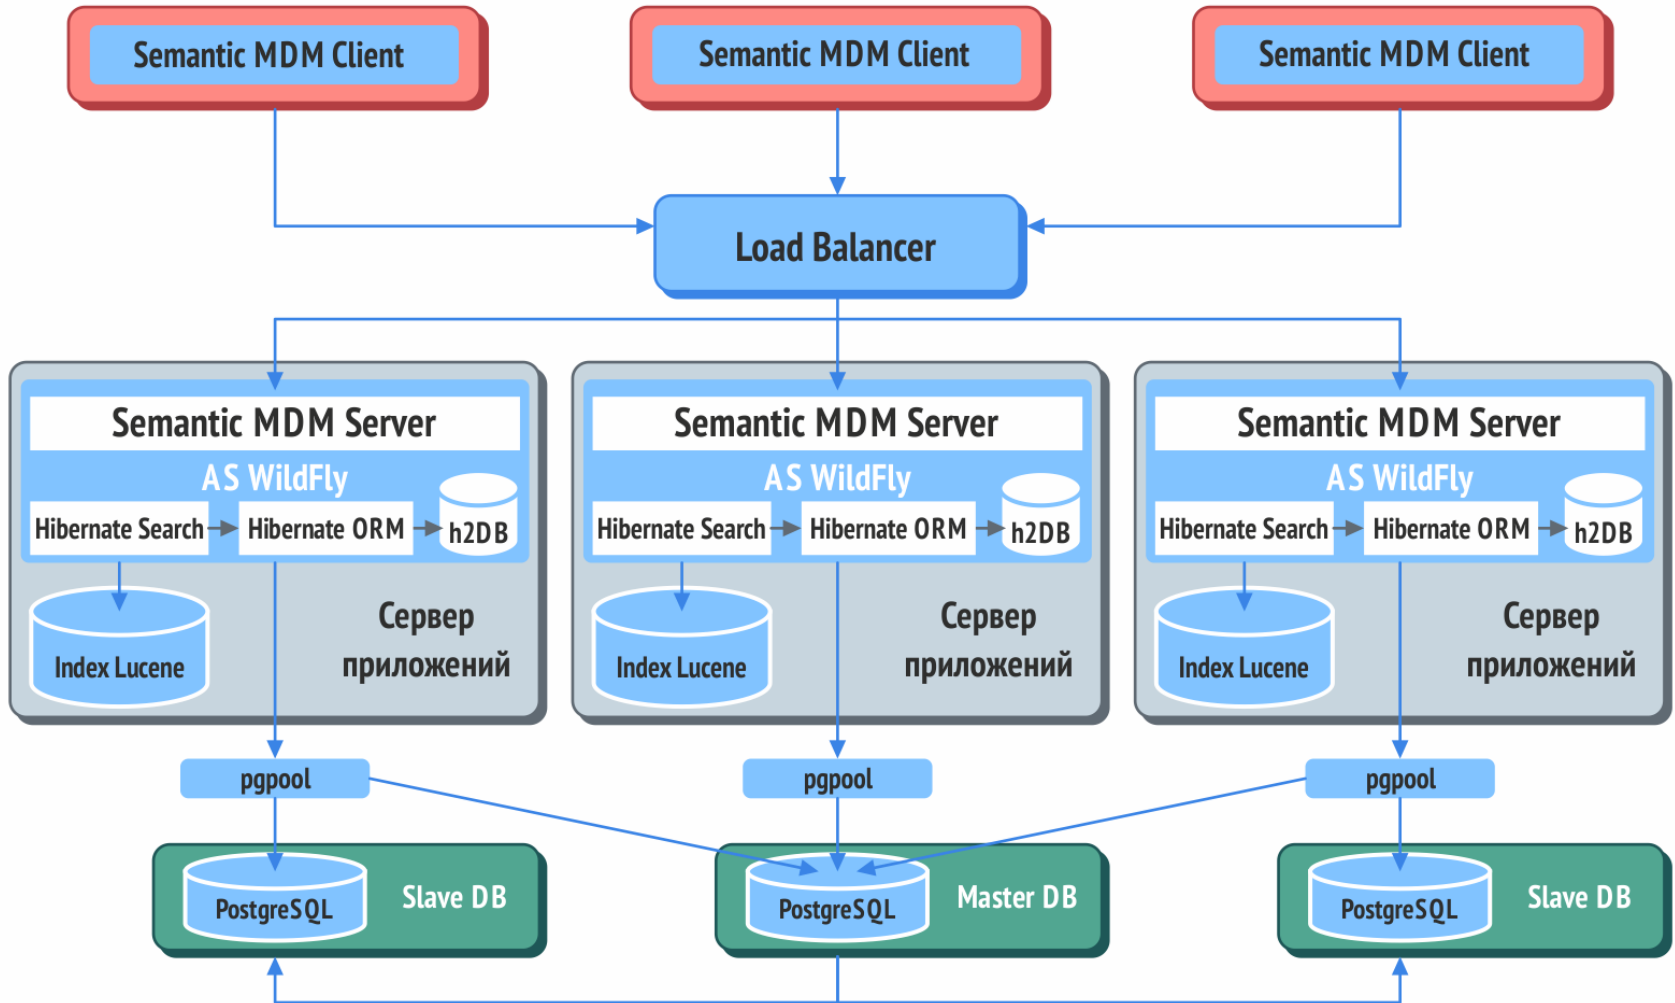 Semantic MDM Client
Semantic MDM Client
Semantic MDM Client
Load Balancer
Semantic MDM Server
AS WildFly
Hibernate Search
Hibernate ORM
h2DB
Index Lucene
Сервер
приложений
Semantic MDM Server
AS WildFly
Hibernate Search
Hibernate ORM
h2DB
Index Lucene
Сервер
приложений
Semantic MDM Server
AS WildFly
Hibernate Search
Hibernate ORM
h2DB
Index Lucene
Сервер
приложений
pgpool
pgpool
pgpool
PostgreSQL
Slave DB
PostgreSQL
Master DB
PostgreSQL
Slave DB